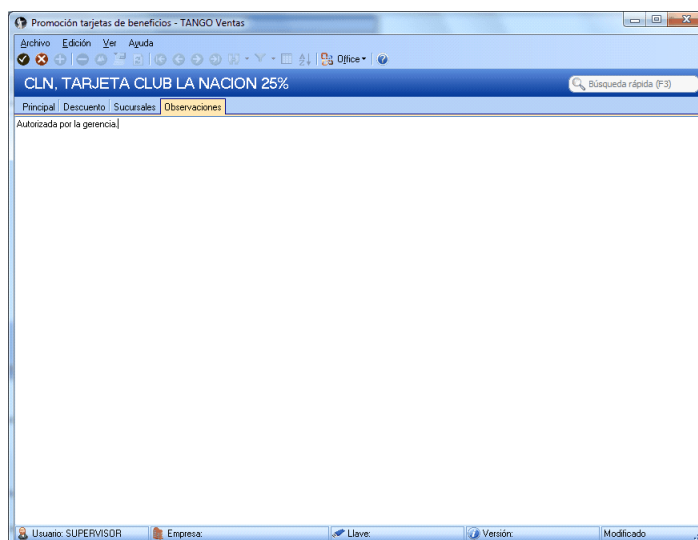 Promoción tarjetas de beneficios - TANGO Ventas
Archivo Edición Ver Ayuda
Office
CLN, TARJETA CLUB LA NACION 25%
Búsqueda rápida (F3)
Principal Descuento Sucursales Observaciones
Autorizada por la gerencia.
Usuario: SUPERVISOR Empresa: Llave: Versión: Modificado